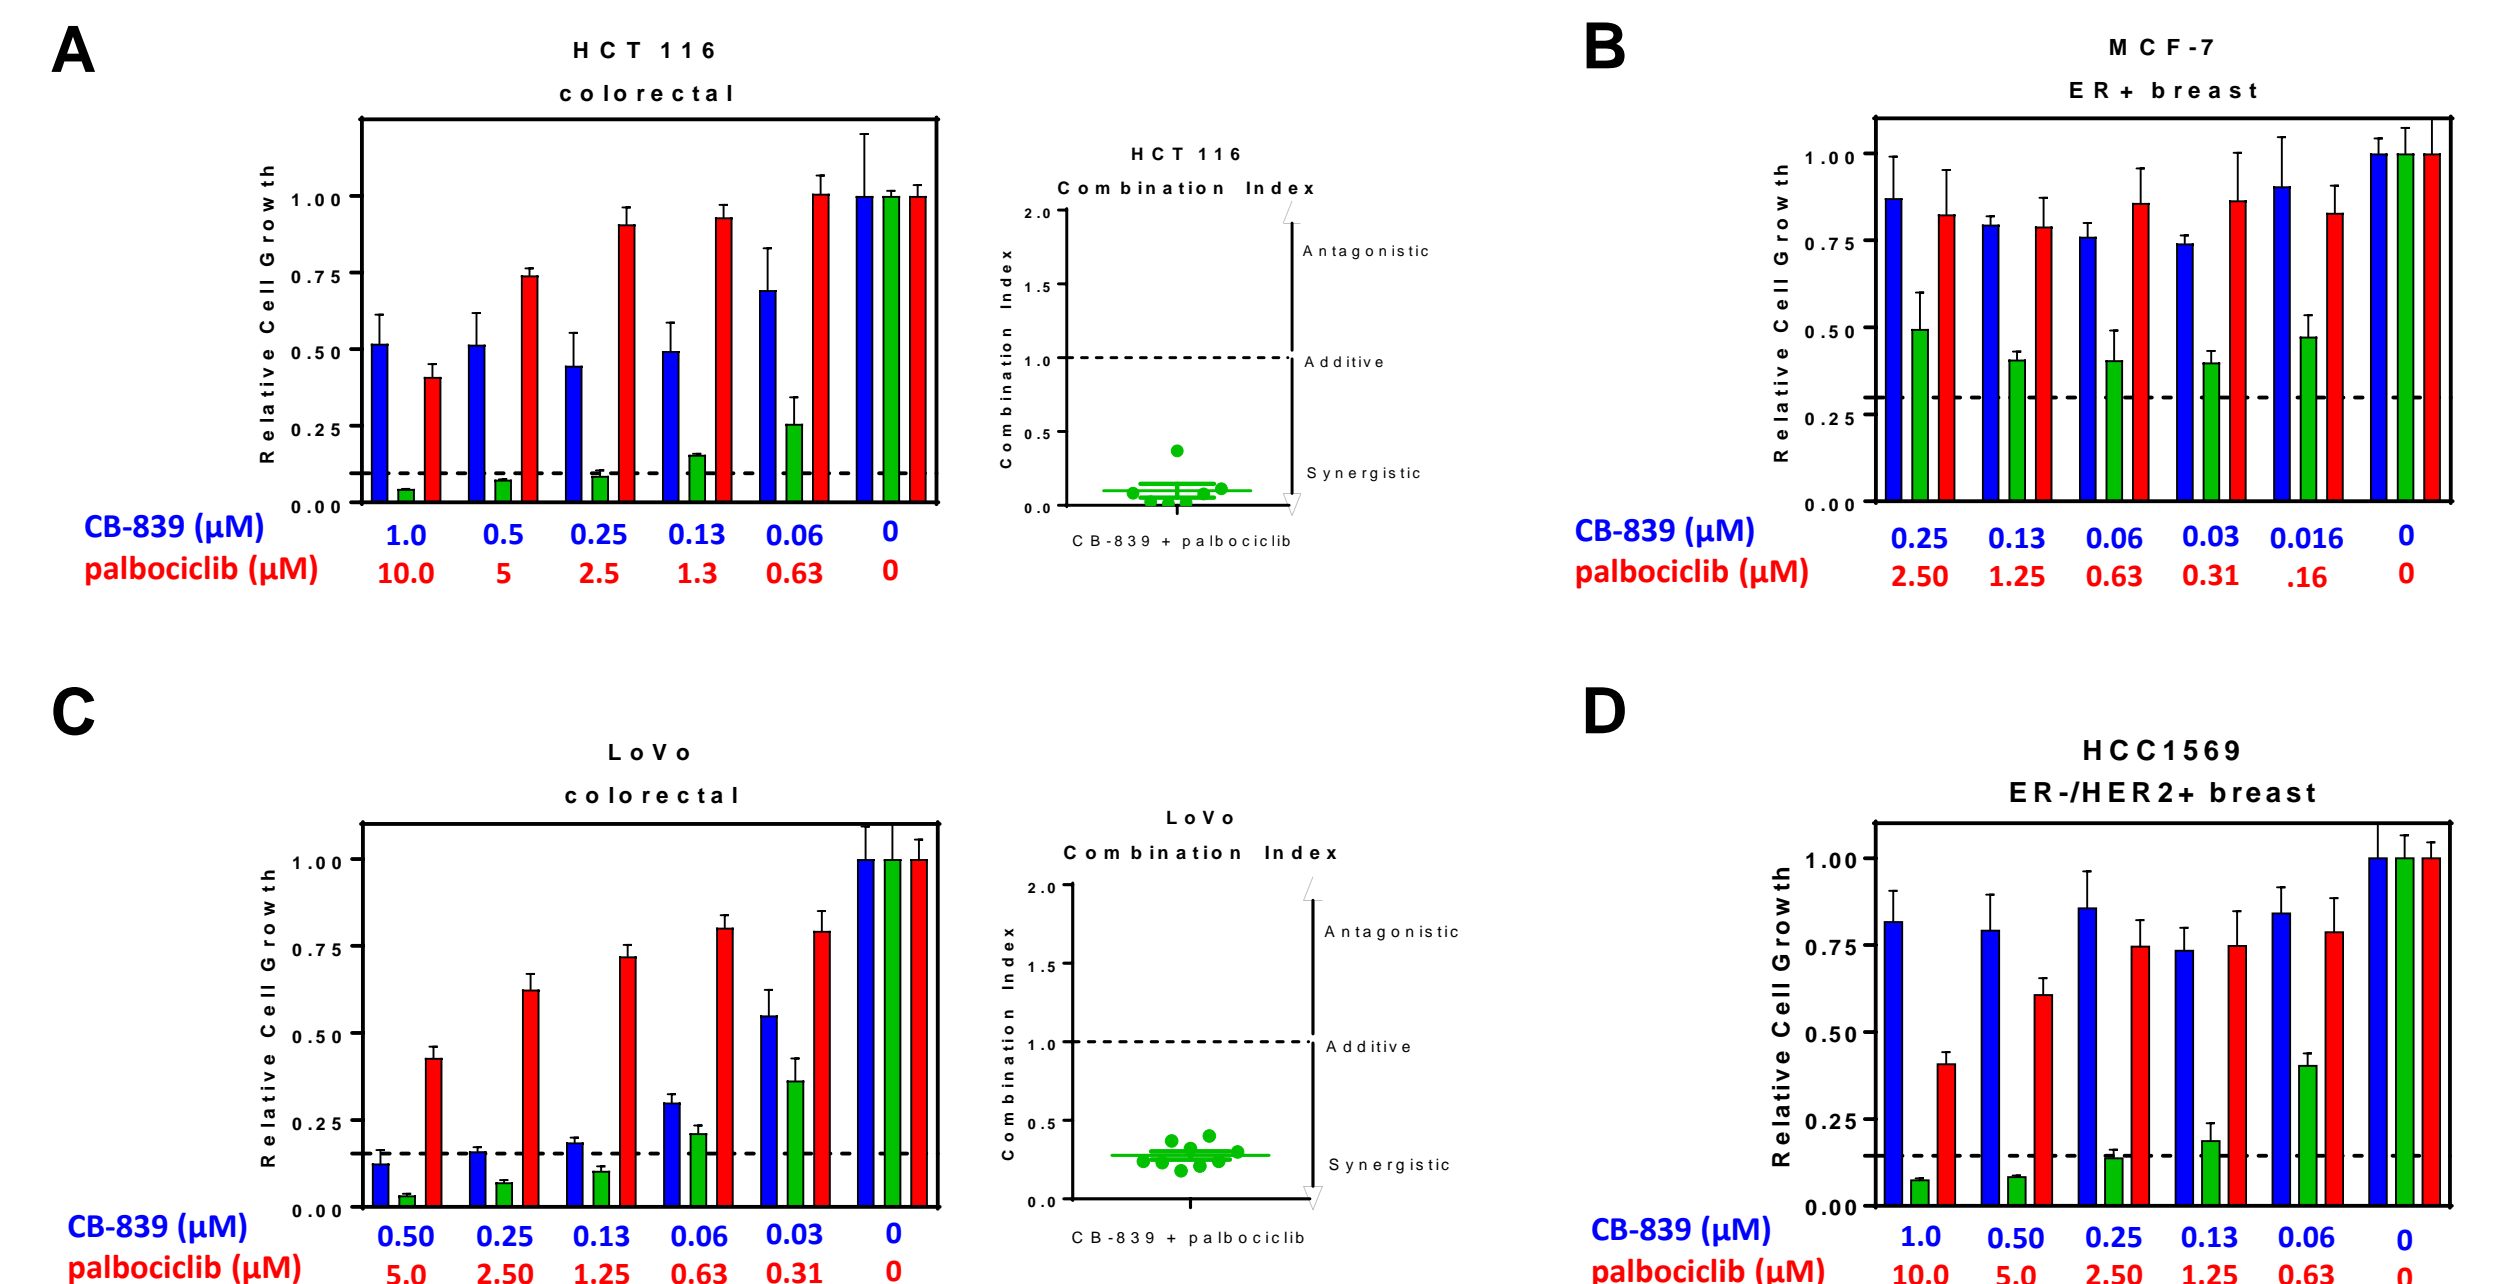 A
HCT 116
colorectal
Relative Cell Growth
1.00
0.75
0.50
0.25
0.00
CB-839 (µM)
1.0 0.5 0.25 0.13 0.06 0
palbociclib (µM)
10.0 5 2.5 1.3 0.63 0
HCT 116
Combination Index
Combination Index
2.0
1.5
1.0
0.5
0.0
Antagonistic
Additive
Synergistic
CB-839 + palbociclib
B
MCF-7
ER+ breast
Relative Cell Growth
1.00
0.75
0.50
0.25
0.00
CB-839 (µM)
0.25 0.13 0.06 0.03 0.016 0
palbociclib (µM)
2.50 1.25 0.63 0.31 .16 0
C
LoVo
colorectal
Relative Cell Growth
1.00
0.75
0.50
0.25
0.00
CB-839 (µM)
0.50 0.25 0.13 0.06 0.03 0
palbociclib (µM)
5.0 2.50 1.25 0.63 0.31 0
LoVo
Combination Index
Combination Index
2.0
1.5
1.0
0.5
0.0
Antagonistic
Additive
Synergistic
CB-839 + palbociclib
D
HCC1569
ER-/HER2+ breast
Relative Cell Growth
1.00
0.75
0.50
0.25
0.00
CB-839 (µM)
1.0 0.50 0.25 0.13 0.06 0
palbociclib (µM)
10.0 5.0 2.50 1.25 0.63 0